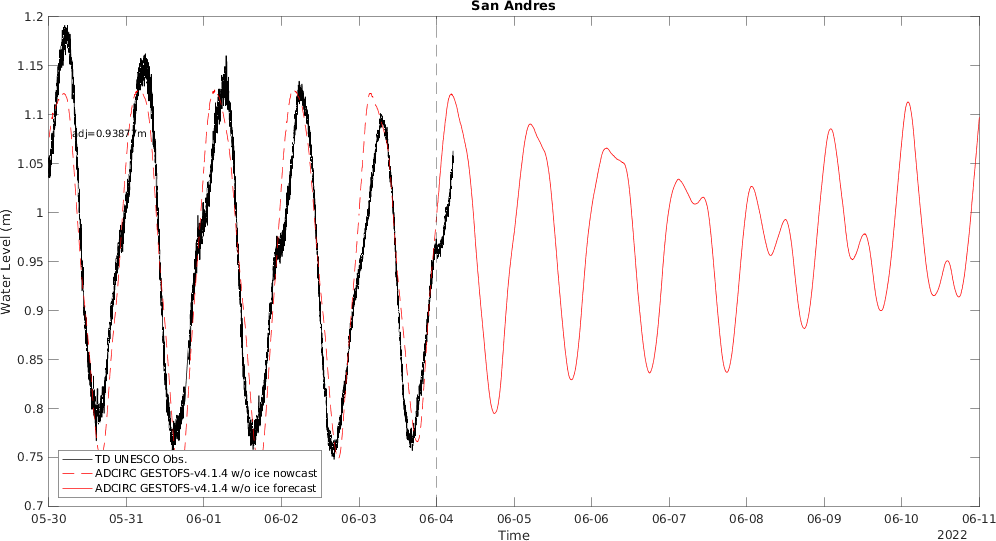 San Andres
1.2
1.15
1.1
1.05
1
0.95
0.9
0.85
0.8
0.75
0.7
Water Level (m)
adj=0.93877m
TD UNESCO Obs.
ADCIRC GESTOFS-v4.1.4 w/o ice nowcast
ADCIRC GESTOFS-v4.1.4 w/o ice forecast
05-30 05-31 06-01 06-02 06-03 06-04 06-05 06-06 06-07 06-08 06-09 06-10 06-11
Time
2022